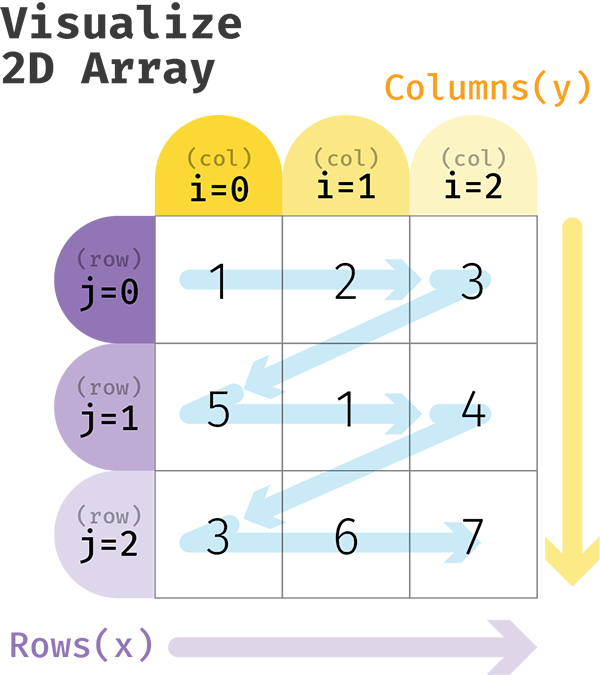 Visualize
2D Array
Columns(y)
(col) (col) (col)
i=0 i=1 i=2
(row)
j=0 1 2 3
(row)
j=1 5 1 4
(row)
j=2 3 6 7
Rows(x)